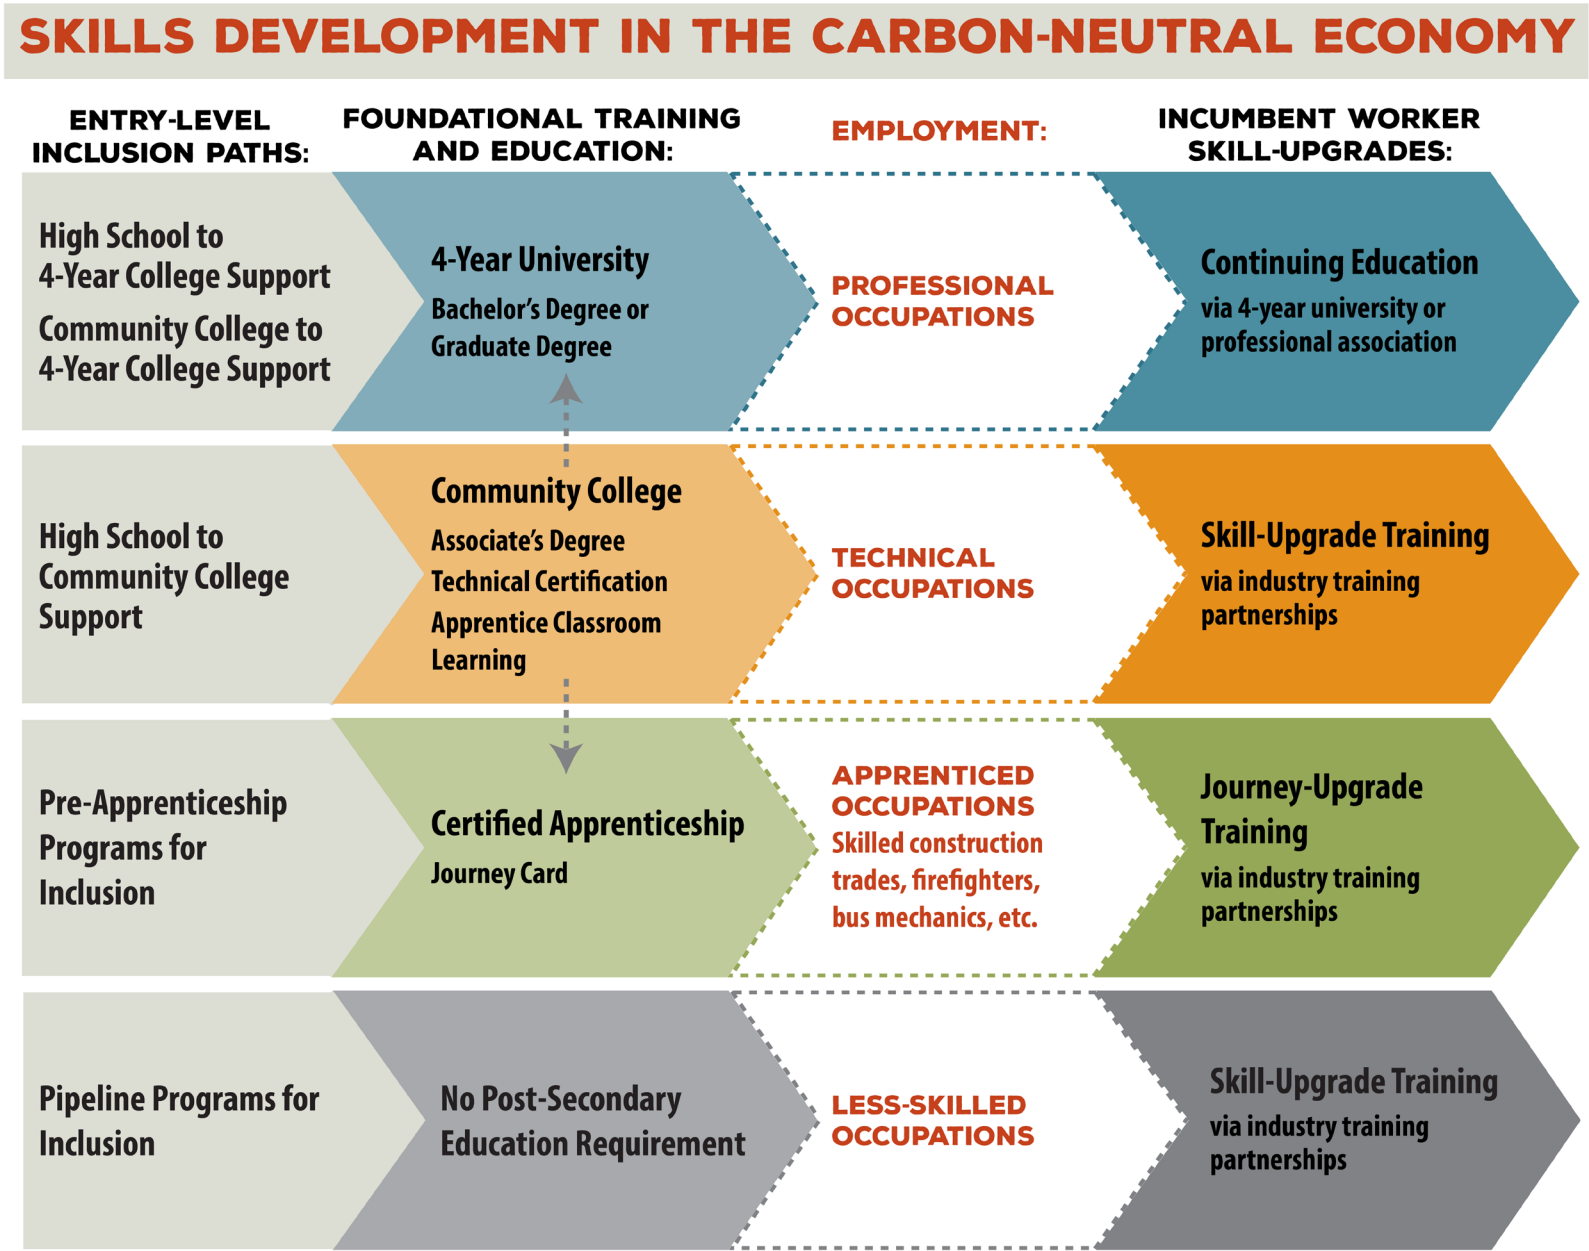 SKILLS DEVELOPMENT IN THE CARBON-NEUTRAL ECONOMY
ENTRY-LEVEL
INCLUSION PATHS:
FOUNDATIONAL TRAINING
AND EDUCATION:
EMPLOYMENT:
INCUMBENT WORKER
SKILL-UPGRADES:
High School to
4-Year College Support
Community College to
4-Year College Support
4-Year University
Bachelor's Degree or
Graduate Degree
PROFESSIONAL
OCCUPATIONS
Continuing Education
via 4-year university or
professional association
High School to
Community College
Support
Community College
Associate's Degree
Technical Certification
Apprentice Classroom
Learning
TECHNICAL
OCCUPATIONS
Skill-Upgrade Training
via industry training
partnerships
Pre-Apprenticeship
Programs for
Inclusion
Certified Apprenticeship
Journey Card
APPRENTICED
OCCUPATIONS
Skilled construction
trades, firefighters,
bus mechanics, etc.
Journey-Upgrade
Training
via industry training
partnerships
Pipeline Programs for
Inclusion
No Post-Secondary
Education Requirement
LESS-SKILLED
OCCUPATIONS
Skill-Upgrade Training
via industry training
partnerships